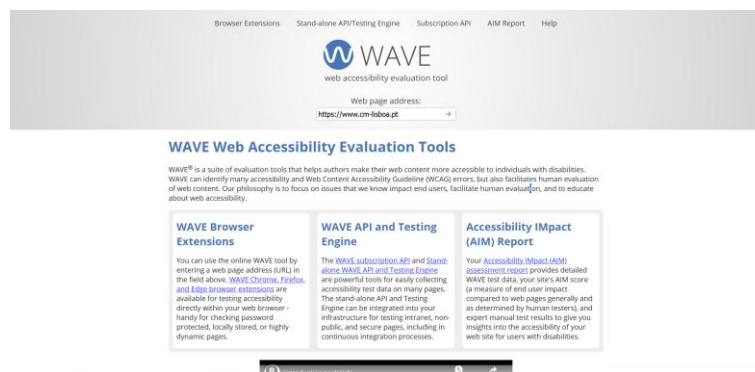 Browser Extensions Stand-alone API/Testing Engine Subscription API AIM Report Help
WAVE
web accessibility evaluation tool
Web page address:
https://www.cm-lisboa.pt
WAVE Web Accessibility Evaluation Tools
WAVE® is a suite of evaluation tools that helps authors make their web content more accessible to individuals with disabilities.
WAVE can identify many accessibility and Web Content Accessibility Guideline (WCAG) errors, but also facilitates human evaluation
of web content. Our philosophy is to focus on issues that we know impact end users, facilitate human evaluation, and to educate
about web accessibility.
WAVE Browser
Extensions
You can use the online WAVE tool by
entering a web page address (URL) in
the field above. WAVE Chrome, Firefox,
and Edge browser extensions are
available for testing accessibility
directly within your web browser -
handy for checking password
protected, locally stored, or highly
dynamic pages.
WAVE API and Testing
Engine
The WAVE subscription API and Stand-
alone WAVE API and Testing Engine
are powerful tools for easily collecting
accessibility test data on many pages.
The stand-alone API and Testing
Engine can be integrated into your
infrastructure for testing intranet, non-
public, and secure pages, including in
continuous integration processes.
Accessibility IMpact
(AIM) Report
Your Accessibility IMpact (AIM)
assessment report provides detailed
WAVE test data, your site's AIM score
(a measure of end user impact
compared to web pages generally and
as determined by human testers), and
expert manual test results to give you
insights into the accessibility of your
web site for users with disabilities.